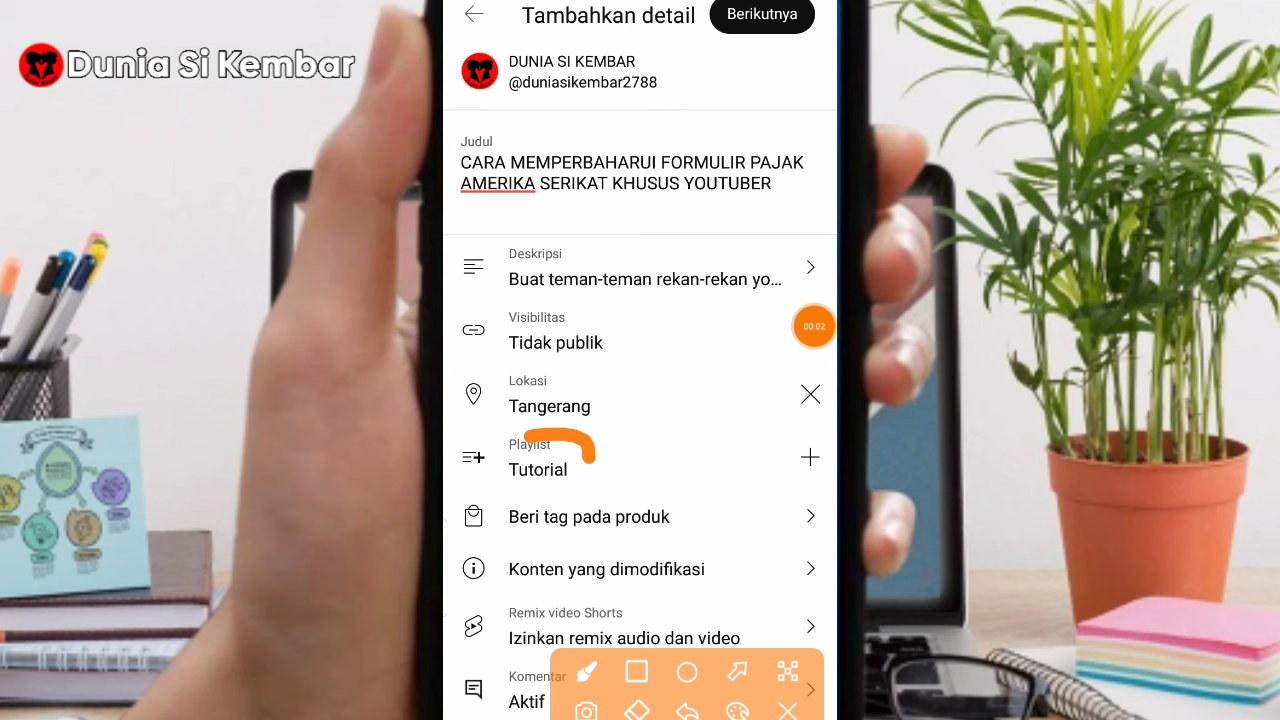 Dunia Si Kembar
Tambahkan detail
Berikutnya
DUNIA SI KEMBAR
@duniasikembar2788
Judul
CARA MEMPERBAHARUI FORMULIR PAJAK
AMERIKA SERIKAT KHUSUS YOUTUBER
Deskripsi
Buat teman-teman rekan-rekan yo...
Visibilitas
Tidak publik
00:02
Lokasi
Tangerang
Playlist
Tutorial
Beri tag pada produk
Konten yang dimodifikasi
Remix video Shorts
Izinkan remix audio dan video
Komentar
Aktif